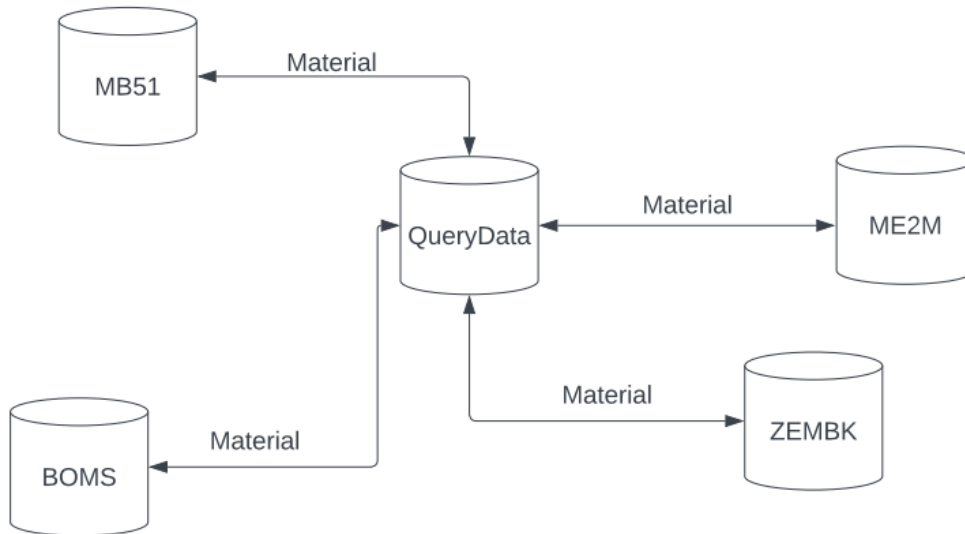 Material
MB51
Material
ME2M
QueryData
Material
ZEMBK
Material
BOMS